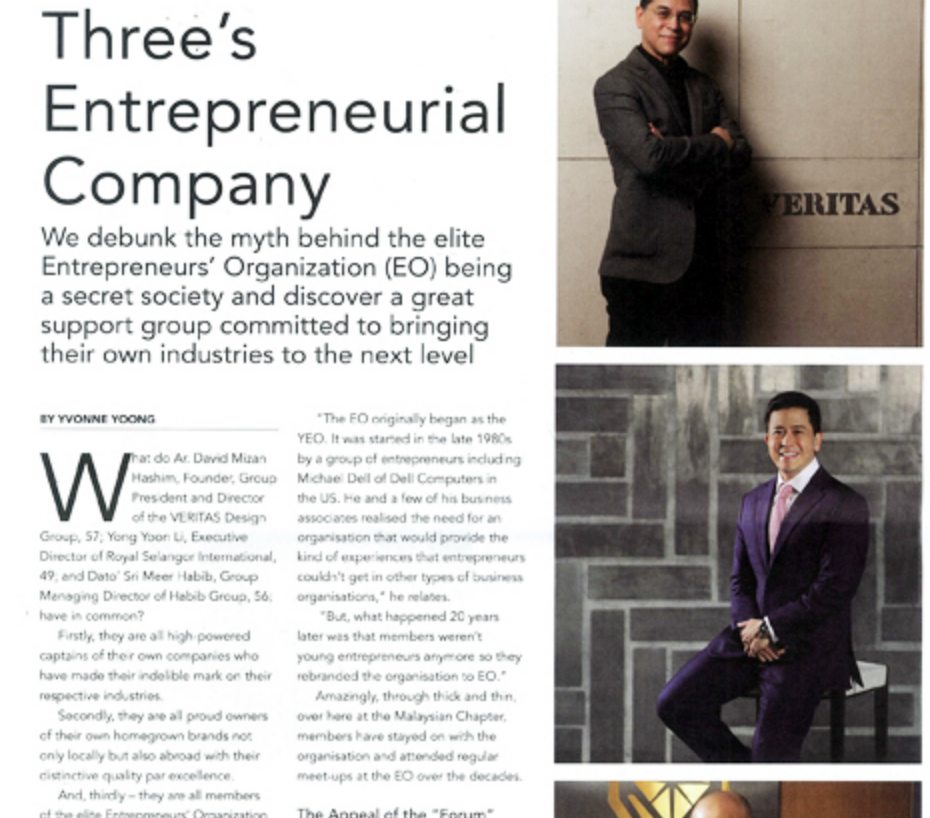 Three's
Entrepreneurial
Company
We debunk the myth behind the elite
Entrepreneurs' Organization (EO) being
a secret society and discover a great
support group committed to bringing
their own industries to the next level
BY YVONNE YOONG
What do Ar. David Mizan
Hashim, Founder, Group
President and Director
of the VERITAS Design
Group, 57; Yong Yoon Li, Executive
Director of Royal Selangor International,
49; and Dato' Sri Meer Habib, Group
Managing Director of Habib Group, 56;
have in common?
Firstly, they are all high-powered
captains of their own companies who
have made their indelible mark on their
respective industries.
Secondly, they are all proud owners
of their own homegrown brands not
only locally but also abroad with their
distinctive quality par excellence.
And, thirdly – they are all members
of the elite Entrepreneurs' Organization
"The EO originally began as the
YEO. It was started in the late 1980s
by a group of entrepreneurs including
Michael Dell of Dell Computers in
the US. He and a few of his business
associates realised the need for an
organisation that would provide the
kind of experiences that entrepreneurs
couldn't get in other types of business
organisations," he relates.
"But, what happened 20 years
later was that members weren't
young entrepreneurs anymore so they
rebranded the organisation to EO."
Amazingly, through thick and thin,
over here at the Malaysian Chapter,
members have stayed on with the
organisation and attended regular
meet-ups at the EO over the decades.
The Appeal of the "Forum"
VERITAS